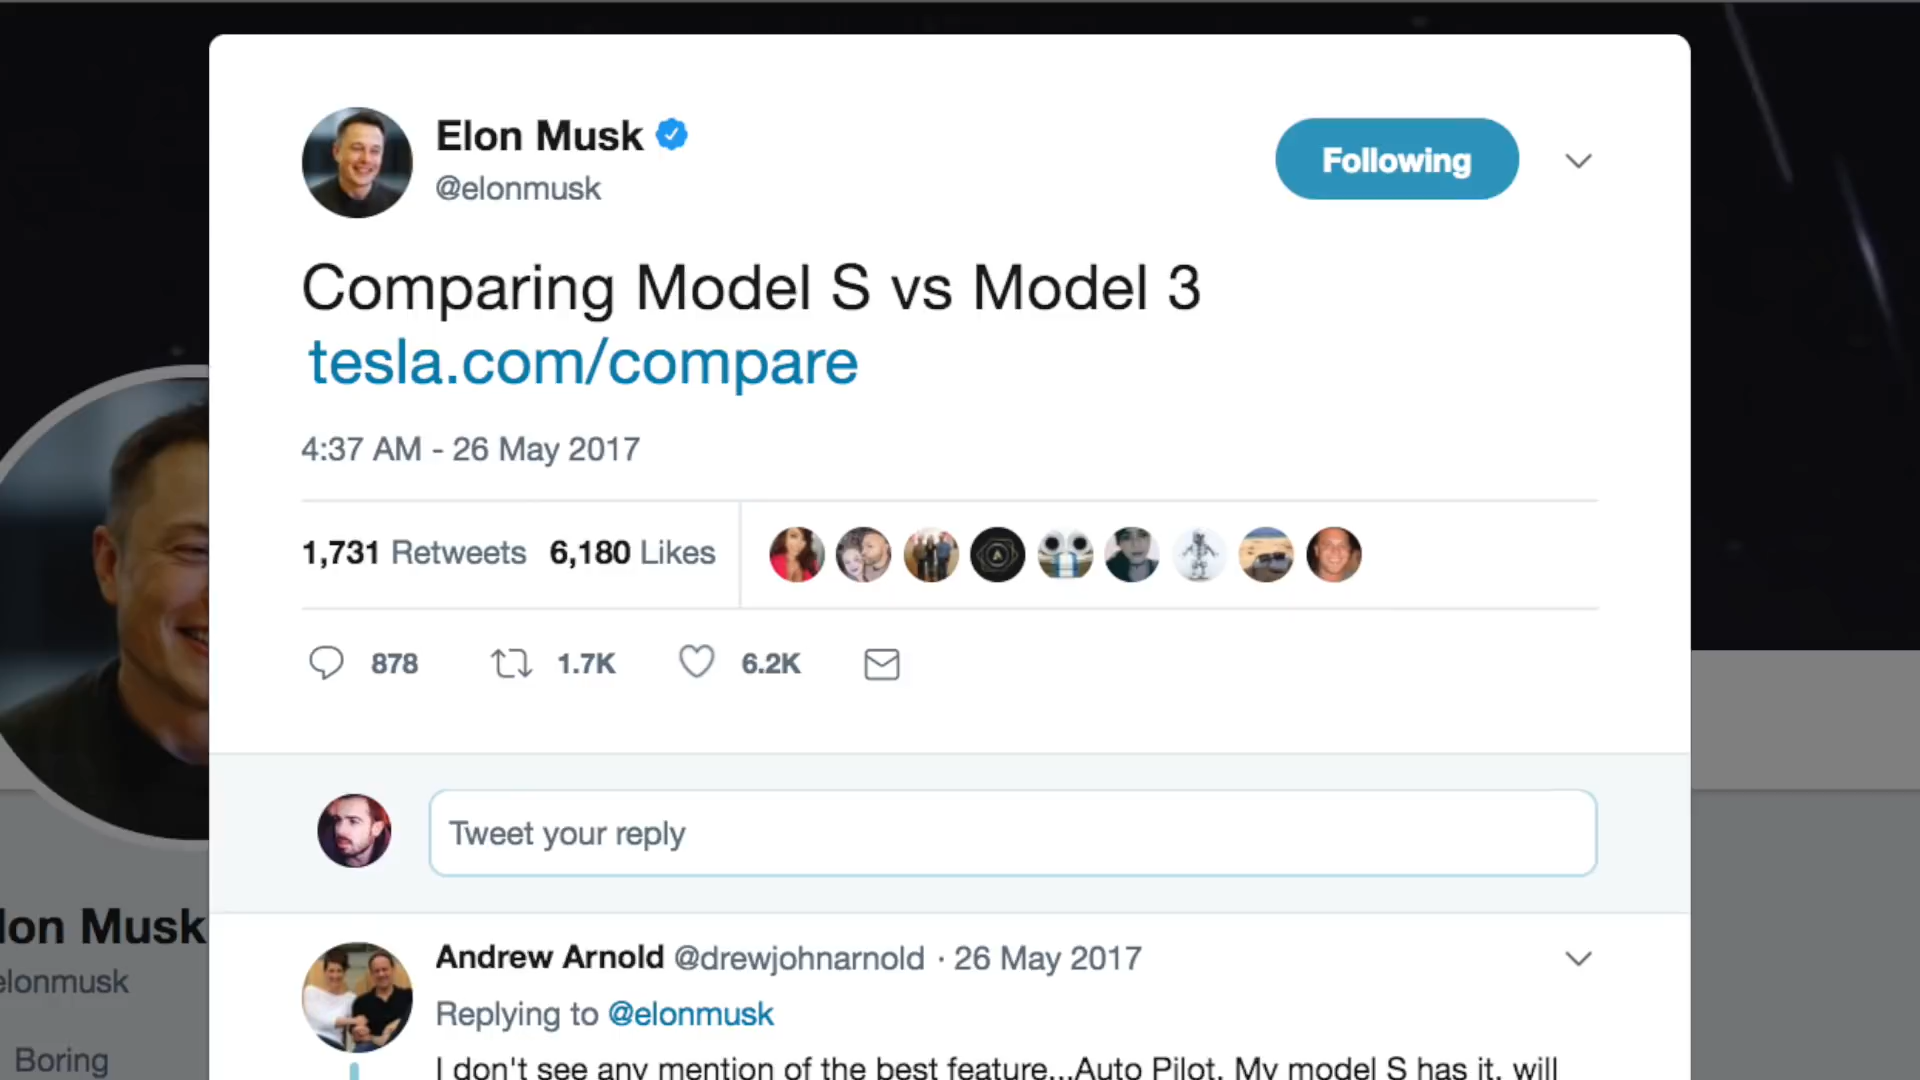 Elon Musk
@elonmusk
Following
Comparing Model S vs Model 3
tesla.com/compare
4:37 AM - 26 May 2017
1,731 Retweets 6,180 Likes
878 1.7K 6.2K
Tweet your reply
lon Musk
elonmusk
Boring
Andrew Arnold @drewjohnarnold · 26 May 2017
Replying to @elonmusk
I don't see any mention of the best feature...Auto Pilot. My model S has it, will